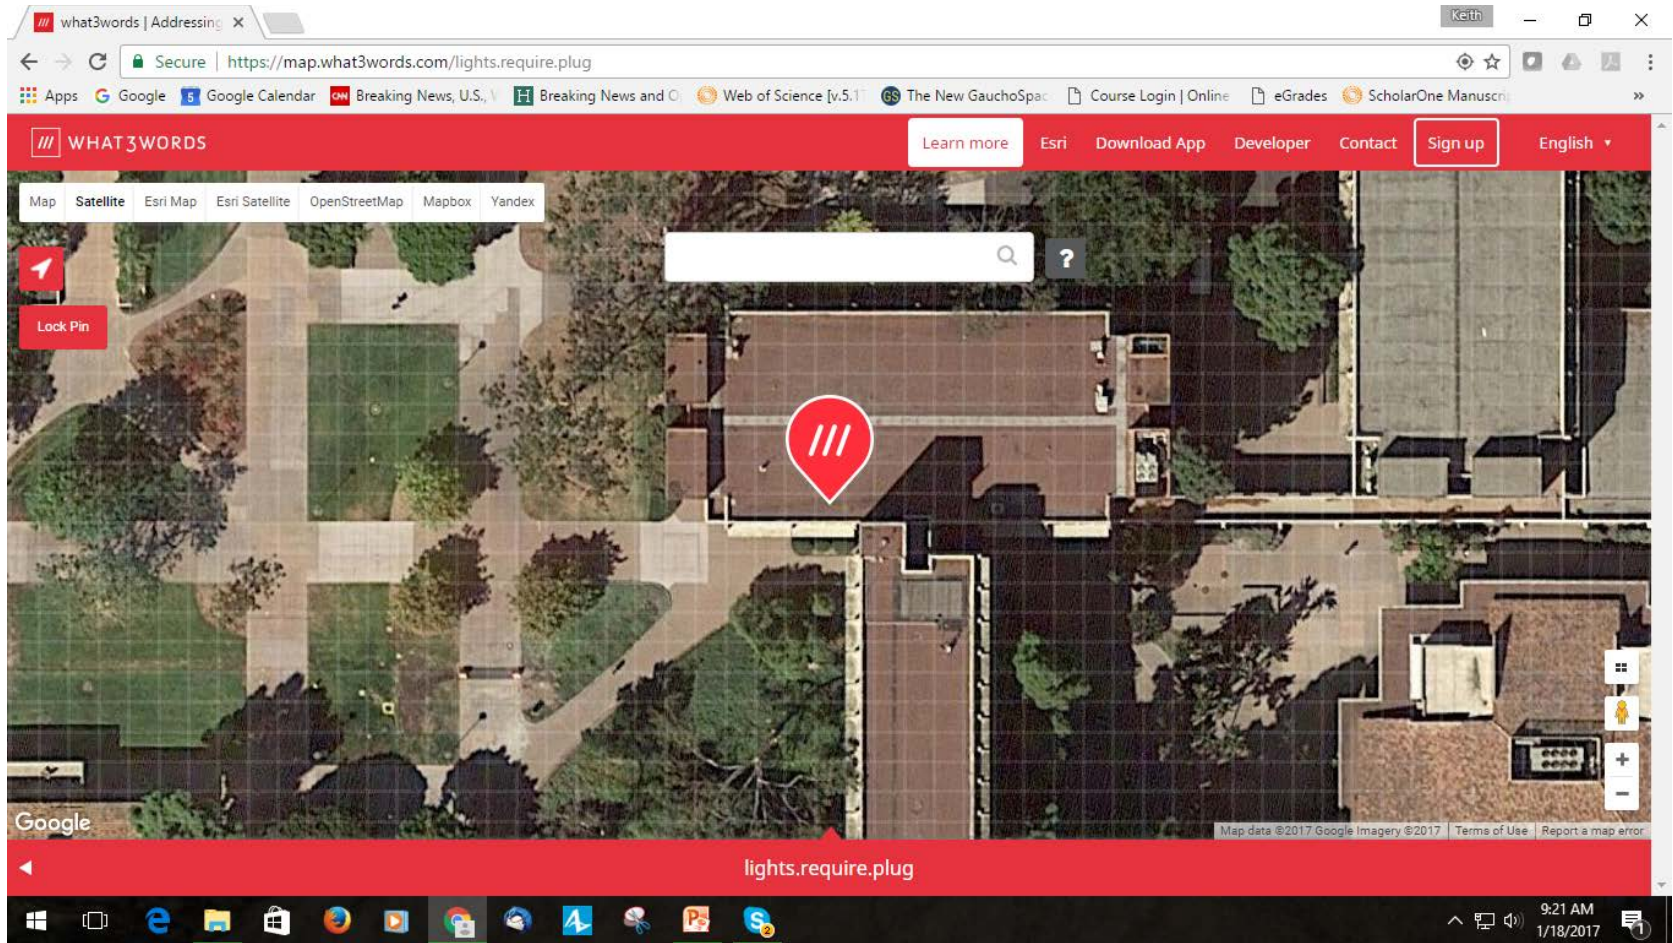 what3words | Addressing
Keith
Secure | https://map.what3words.com/lights.require.plug
Apps Google Google Calendar Breaking News, U.S., Breaking News and O Web of Science [v.5.1 The New GauchoSpac Course Login | Online eGrades ScholarOne Manuscri »
WHAT3WORDS Learn more Esri Download App Developer Contact Sign up English
Map Satellite Esri Map Esri Satellite OpenStreetMap Mapbox Yandex
?
Lock Pin
Google
Map data ©2017 Google Imagery ©2017 Terms of Use Report a map error
lights.require.plug
9:21 AM
1/18/2017